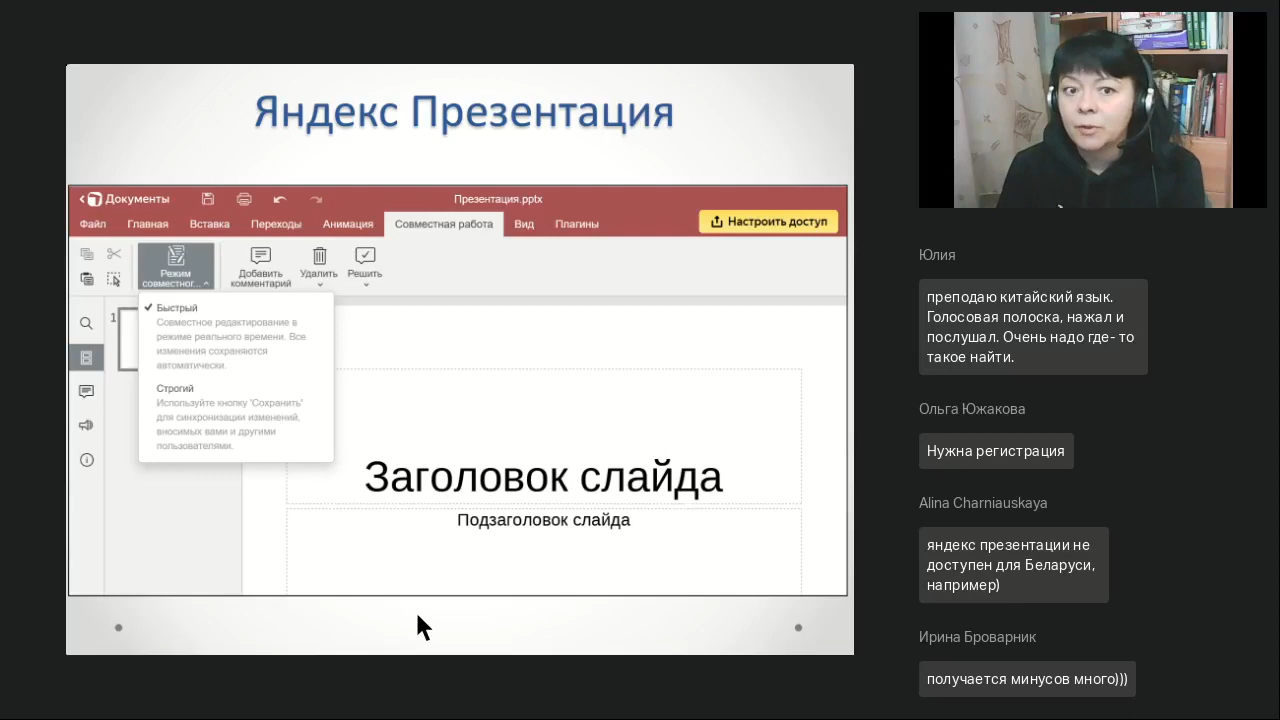 Яндекс Презентация
Документы
Презентация.pptx
Файл Главная Вставка Переходы Анимация Совместная работа Вид Плагины Настроить доступ
Режим
совместног...
Добавить
комментарий
Удалить
Решить
1
Быстрый
Совместное редактирование в
режиме реального времени. Все
изменения сохраняются
автоматически.
Строгий
Используйте кнопку 'Сохранить'
для синхронизации изменений,
вносимых вами и другими
пользователями.
Заголовок слайда
Подзаголовок слайда
Юлия
преподаю китайский язык.
Голосовая полоска, нажал и
послушал. Очень надо где- то
такое найти.
Ольга Южакова
Нужна регистрация
Alina Charniauskaya
яндекс презентации не
доступен для Беларуси,
например)
Ирина Броварник
получается минусов много)))